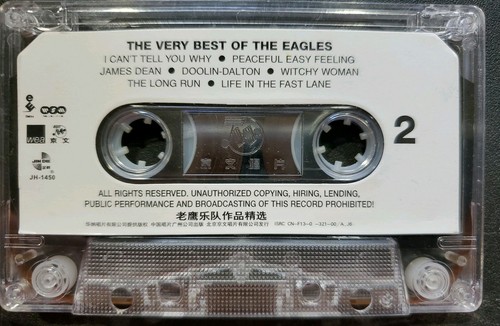 THE VERY BEST OF THE EAGLES
I CAN'T TELL YOU WHY ● PEACEFUL EASY FEELING
JAMES DEAN ● DOOLIN-DALTON ● WITCHY WOMAN
THE LONG RUN ● LIFE IN THE FAST LANE
wea 京文
JH-1450
2
ALL RIGHTS RESERVED. UNAUTHORIZED COPYING, HIRING, LENDING,
PUBLIC PERFORMANCE AND BROADCASTING OF THIS RECORD PROHIBITED!
老鹰乐队作品精选